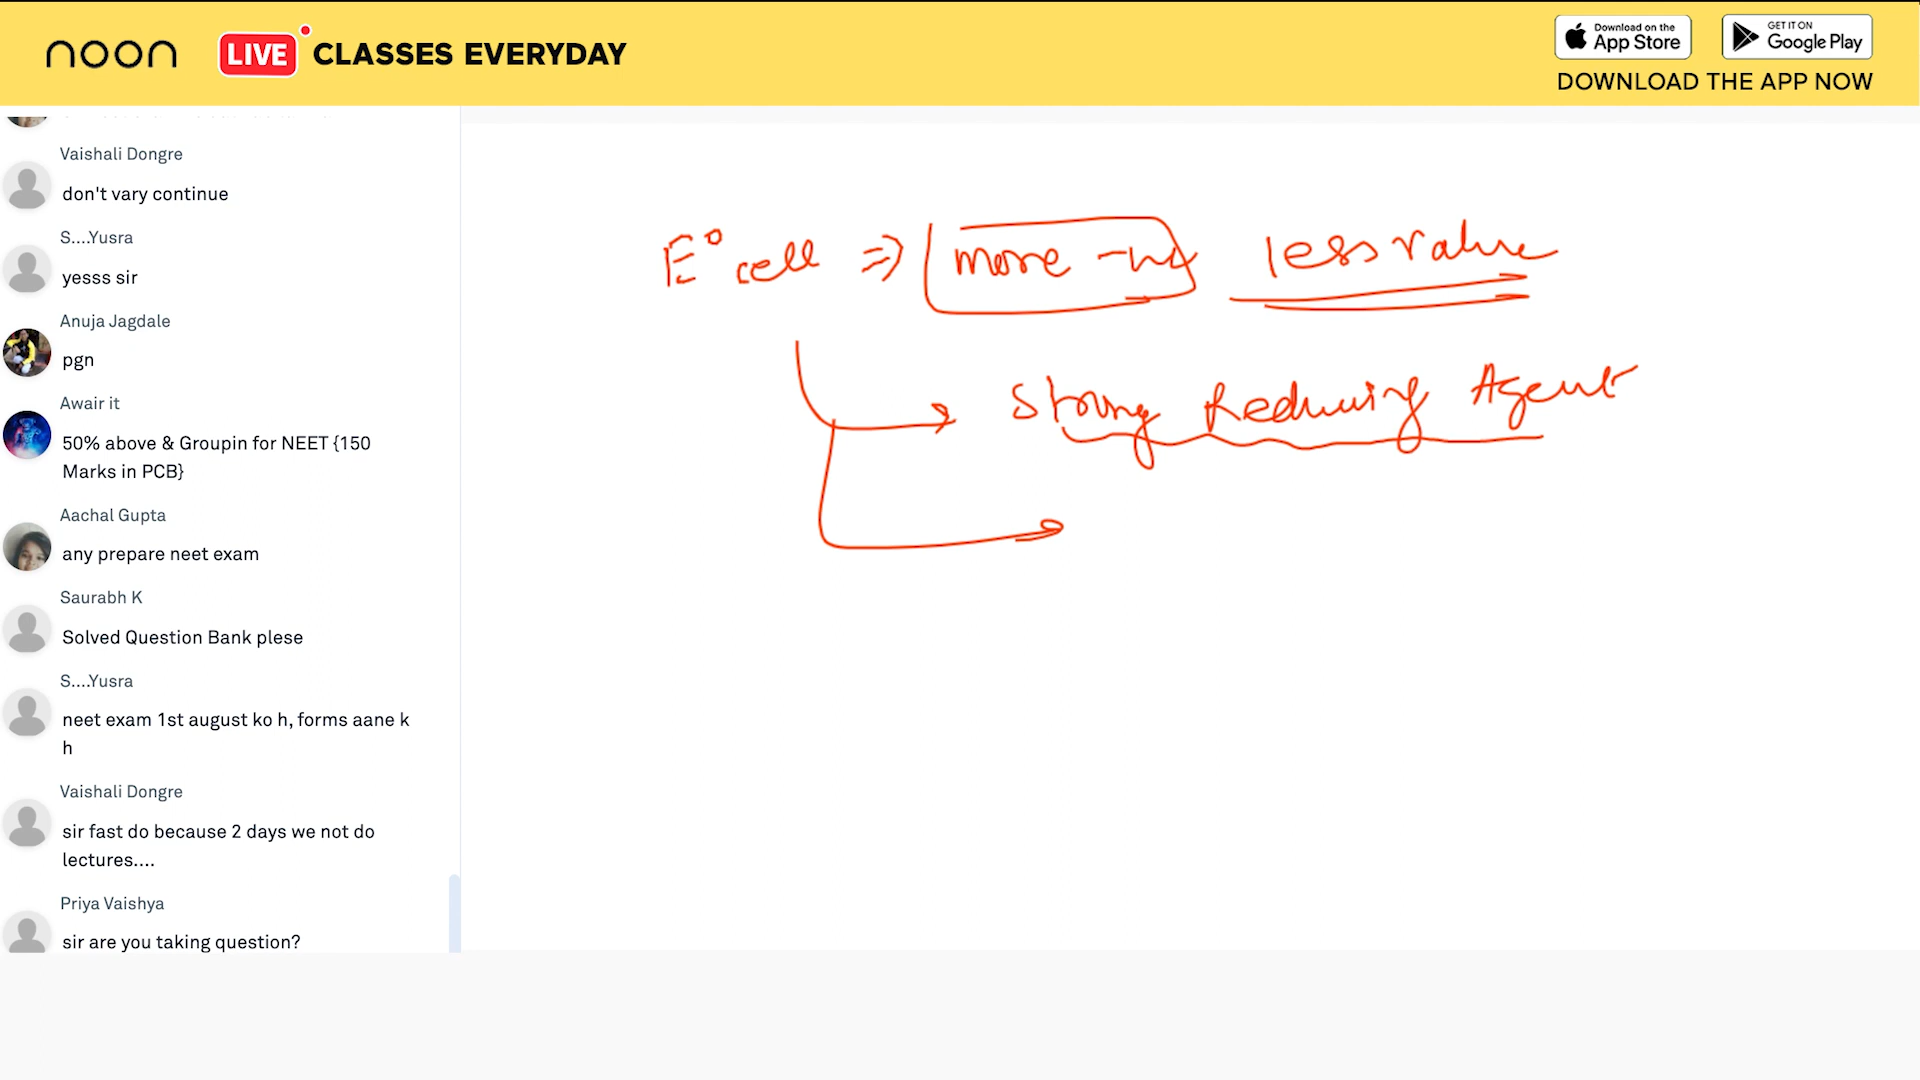 noon LIVE CLASSES EVERYDAY
Download on the App Store
GET IT ON Google Play
DOWNLOAD THE APP NOW
Vaishali Dongre
don't vary continue
S....Yusra
yesss sir
Anuja Jagdale
pgn
Awair it
50% above & Groupin for NEET {150
Marks in PCB}
Aachal Gupta
any prepare neet exam
Saurabh K
Solved Question Bank plese
S....Yusra
neet exam 1st august ko h, forms aane k
h
Vaishali Dongre
sir fast do because 2 days we not do
lectures....
Priya Vaishya
sir are you taking question?
E° cell ⇒ more -ve less value
Strong Reducing Agent